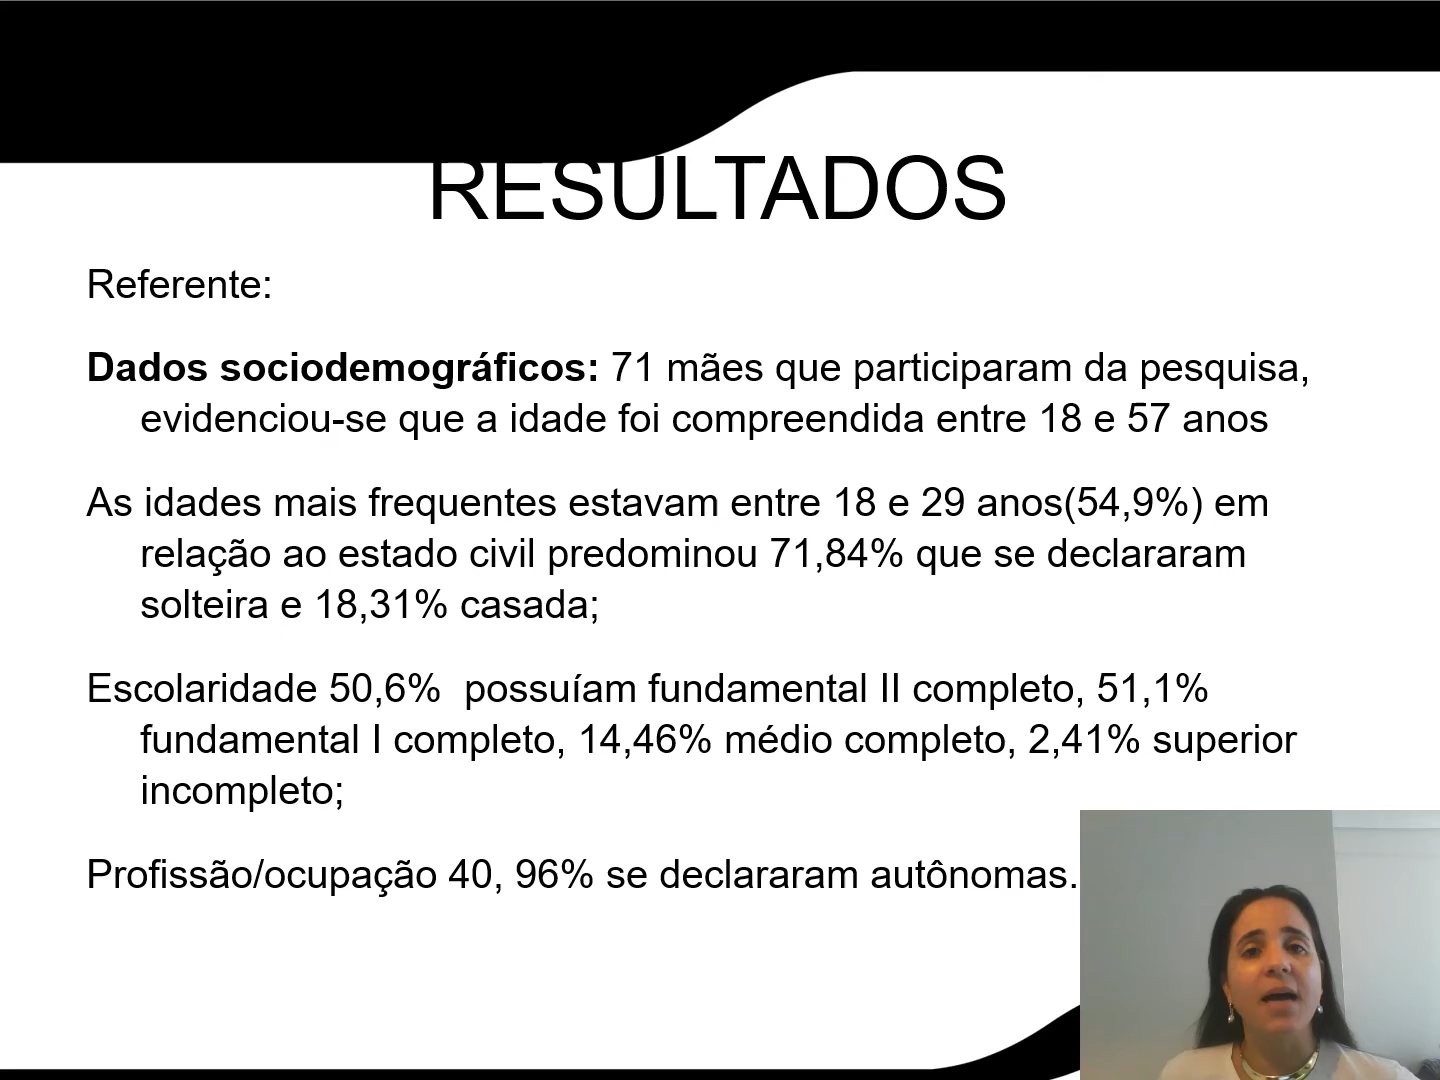 RESULTADOS
Referente:
Dados sociodemográficos: 71 mães que participaram da pesquisa,
evidenciou-se que a idade foi compreendida entre 18 e 57 anos
As idades mais frequentes estavam entre 18 e 29 anos(54,9%) em
relação ao estado civil predominou 71,84% que se declararam
solteira e 18,31% casada;
Escolaridade 50,6%  possuíam fundamental II completo, 51,1%
fundamental I completo, 14,46% médio completo, 2,41% superior
incompleto;
Profissão/ocupação 40, 96% se declararam autônomas.